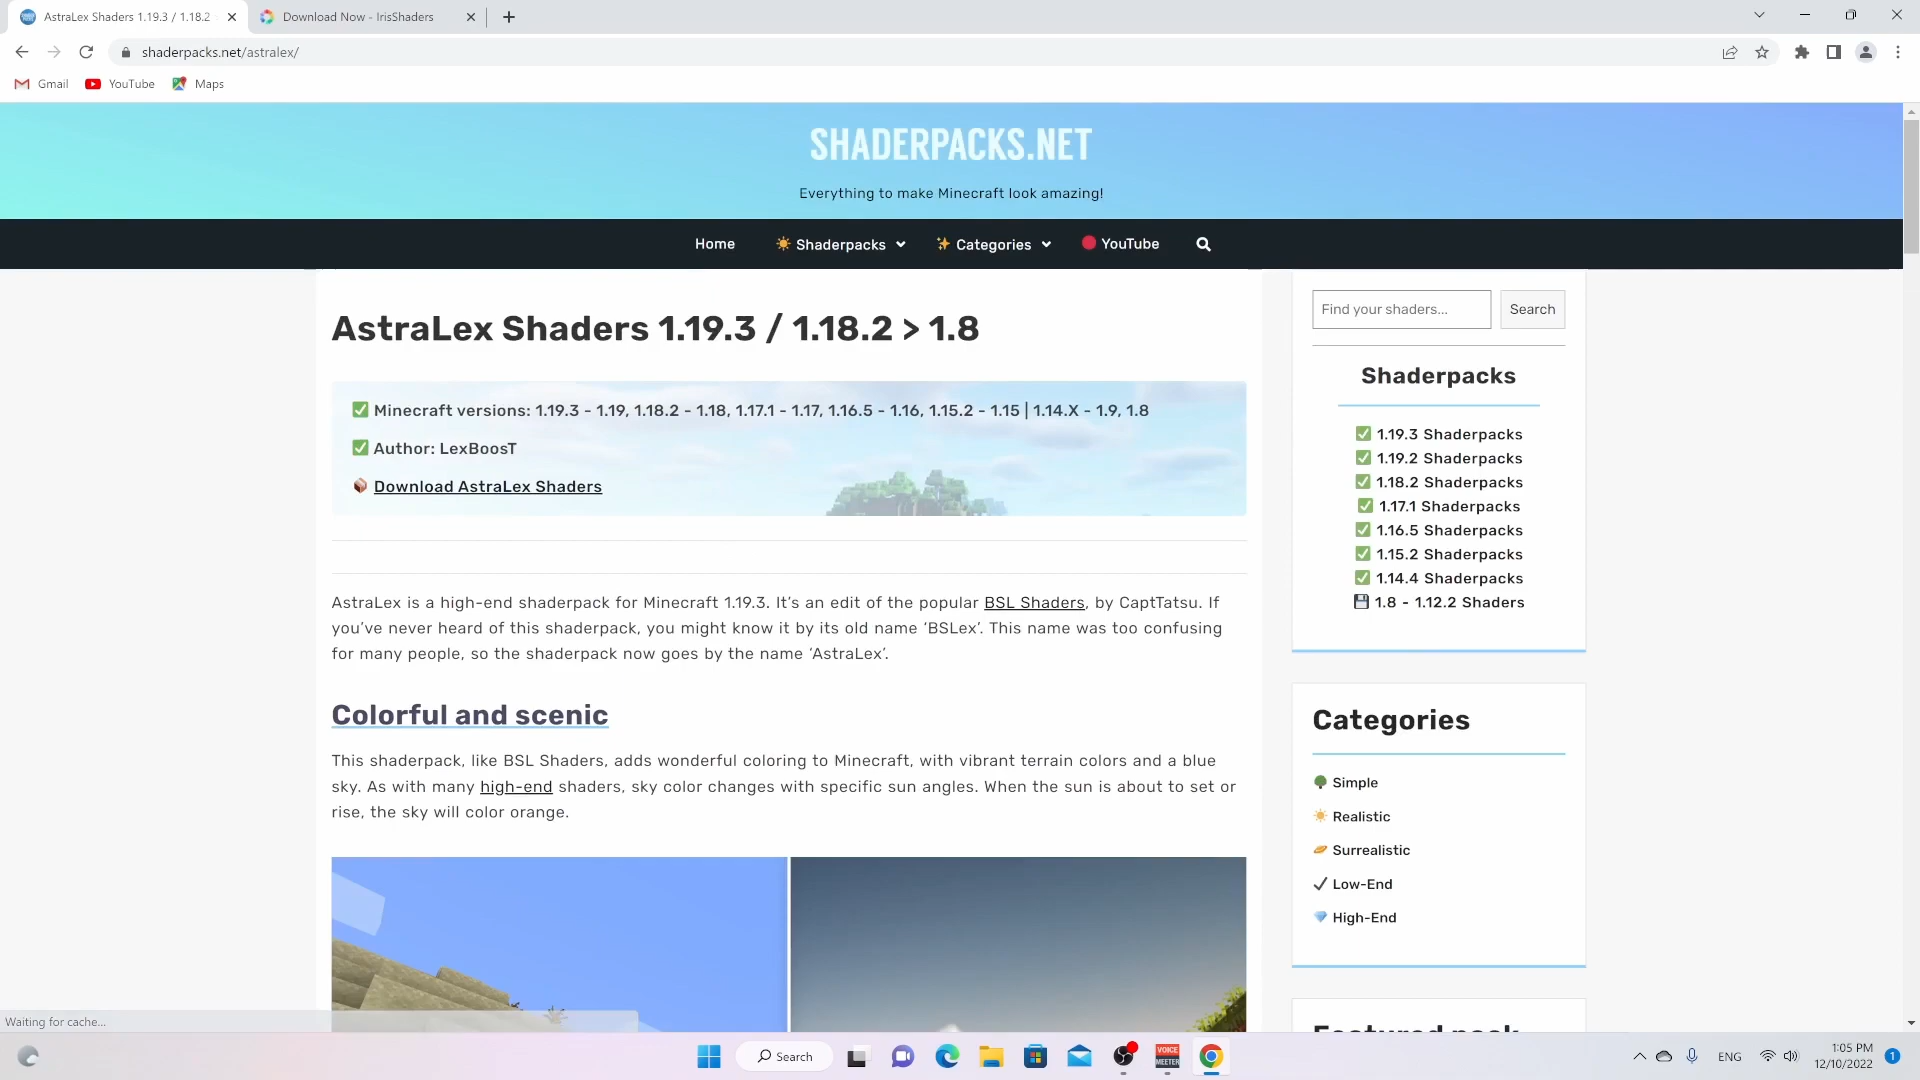 AstraLex Shaders 1.19.3 / 1.18.2
Download Now - IrisShaders
shaderpacks.net/astralex/
Gmail
YouTube
Maps
SHADERPACKS.NET
Everything to make Minecraft look amazing!
Home
Shaderpacks
Categories
YouTube
AstraLex Shaders 1.19.3 / 1.18.2 > 1.8
Minecraft versions: 1.19.3 - 1.19, 1.18.2 - 1.18, 1.17.1 - 1.17, 1.16.5 - 1.16, 1.15.2 - 1.15 | 1.14.X - 1.9, 1.8
Author: LexBoosT
Download AstraLex Shaders
AstraLex is a high-end shaderpack for Minecraft 1.19.3. It’s an edit of the popular BSL Shaders, by CaptTatsu. If
you’ve never heard of this shaderpack, you might know it by its old name ‘BSLex’. This name was too confusing
for many people, so the shaderpack now goes by the name ‘AstraLex’.
Colorful and scenic
This shaderpack, like BSL Shaders, adds wonderful coloring to Minecraft, with vibrant terrain colors and a blue
sky. As with many high-end shaders, sky color changes with specific sun angles. When the sun is about to set or
rise, the sky will color orange.
Find your shaders...
Search
Shaderpacks
1.19.3 Shaderpacks
1.19.2 Shaderpacks
1.18.2 Shaderpacks
1.17.1 Shaderpacks
1.16.5 Shaderpacks
1.15.2 Shaderpacks
1.14.4 Shaderpacks
1.8 - 1.12.2 Shaders
Categories
Simple
Realistic
Surrealistic
Low-End
High-End
Featured pack
Waiting for cache...
Search
VOICE
MEETER
ENG
1:05 PM
12/10/2022
1